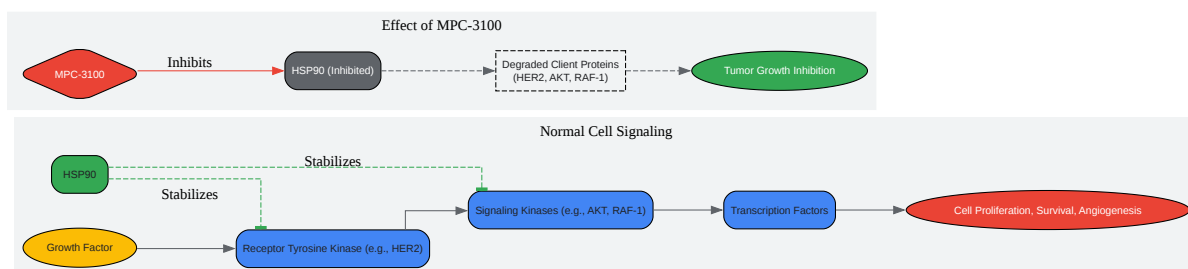 Effect of MPC-3100
MPC-3100
Inhibits
HSP90 (Inhibited)
Degraded Client Proteins
(HER2, AKT, RAF-1)
Tumor Growth Inhibition
Normal Cell Signaling
HSP90
Stabilizes
Stabilizes
Signaling Kinases (e.g., AKT, RAF-1)
Transcription Factors
Cell Proliferation, Survival, Angiogenesis
Growth Factor
Receptor Tyrosine Kinase (e.g., HER2)